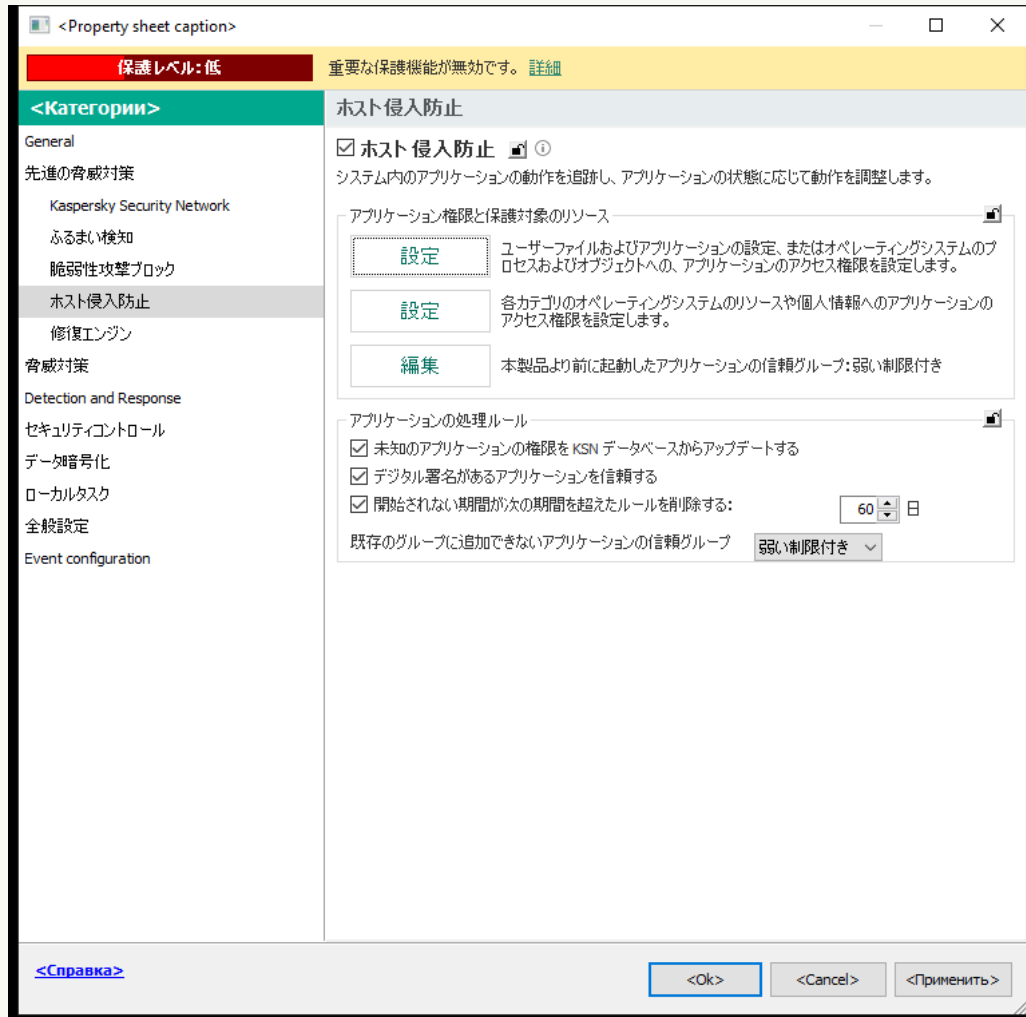 <Property sheet caption>
保護レベル: 低
重要な保護機能が無効です。 詳細
<Категории>
General
先進の脅威対策
Kaspersky Security Network
ふるまい検知
脆弱性攻撃ブロック
ホスト侵入防止
修復エンジン
脅威対策
Detection and Response
セキュリティコントロール
データ暗号化
ローカルタスク
全般設定
Event configuration
ホスト侵入防止
ホスト侵入防止
システム内のアプリケーションの動作を追跡し、アプリケーションの状態に応じて動作を調整します。
アプリケーション権限と保護対象のリソース
設定
ユーザーファイルおよびアプリケーションの設定、またはオペレーティングシステムのプ
ロセスおよびオブジェクトへの、アプリケーションのアクセス権限を設定します。
設定
各カテゴリのオペレーティングシステムのリソースや個人情報へのアプリケーションの
アクセス権限を設定します。
編集
本製品より前に起動したアプリケーションの信頼グループ: 弱い制限付き
アプリケーションの処理ルール
未知のアプリケーションの権限を KSN データベースからアップデートする
デジタル署名があるアプリケーションを信頼する
開始されない期間が次の期間を超えたルールを削除する:
60 日
既存のグループに追加できないアプリケーションの信頼グループ
弱い制限付き
<Справка>
<Ok>
<Cancel>
<Применить>